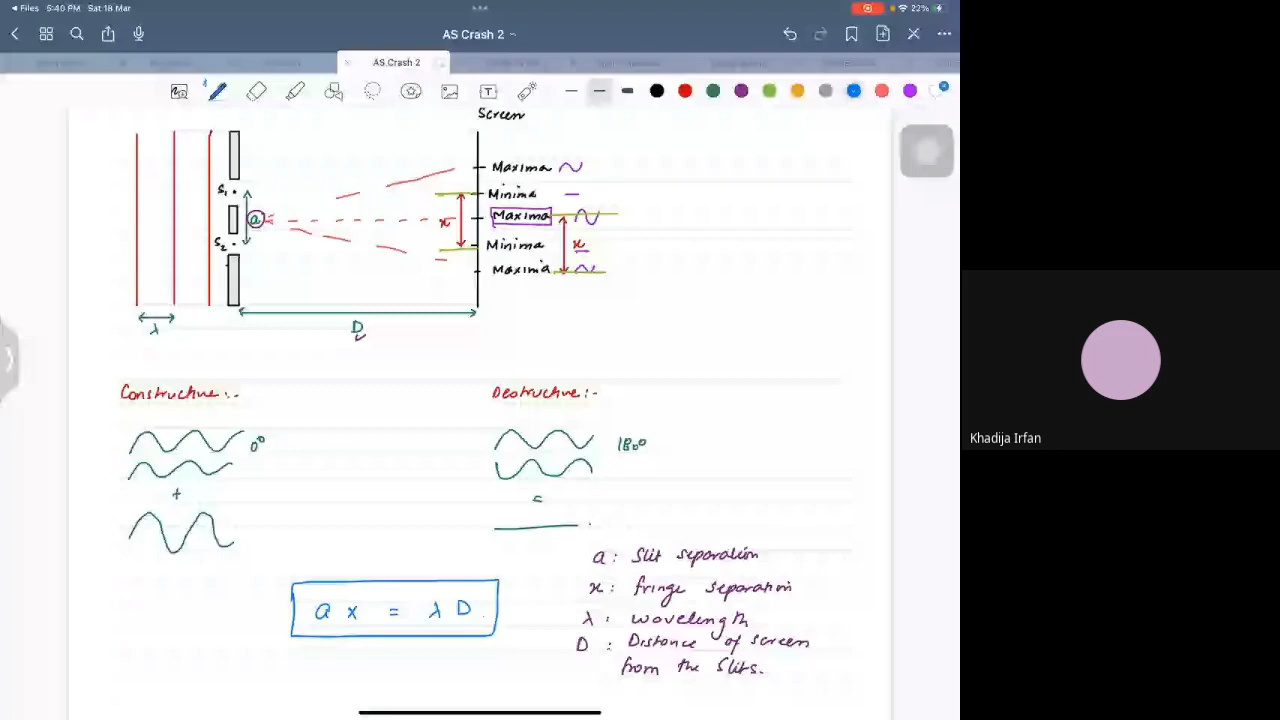 Files 5:40 PM Sat 18 Mar
22%
AS Crash 2
AS Crash 2
Screen
Maxima
S1
Minima
a
x
Maxima
S2
Minima
x
Maxima
λ
D
Constructive :-
Destructive :-
0°
180°
+
=
a : Slit separation
x : fringe separation
a x = λ D
λ : wavelength
D : Distance of screen
from the slits.
Khadija Irfan